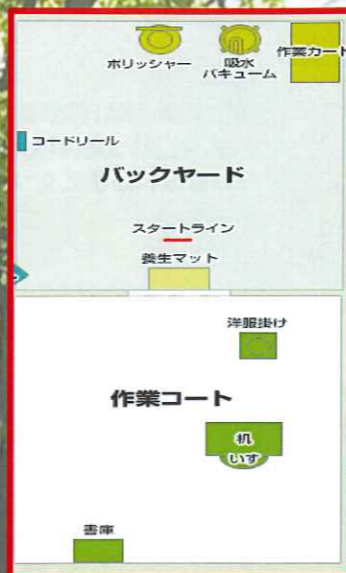 ポリッシャー
吸水
バキューム
作業カート
コードリール
バックヤード
スタートライン
養生マット
洋服掛け
作業コート
机
いす
書庫